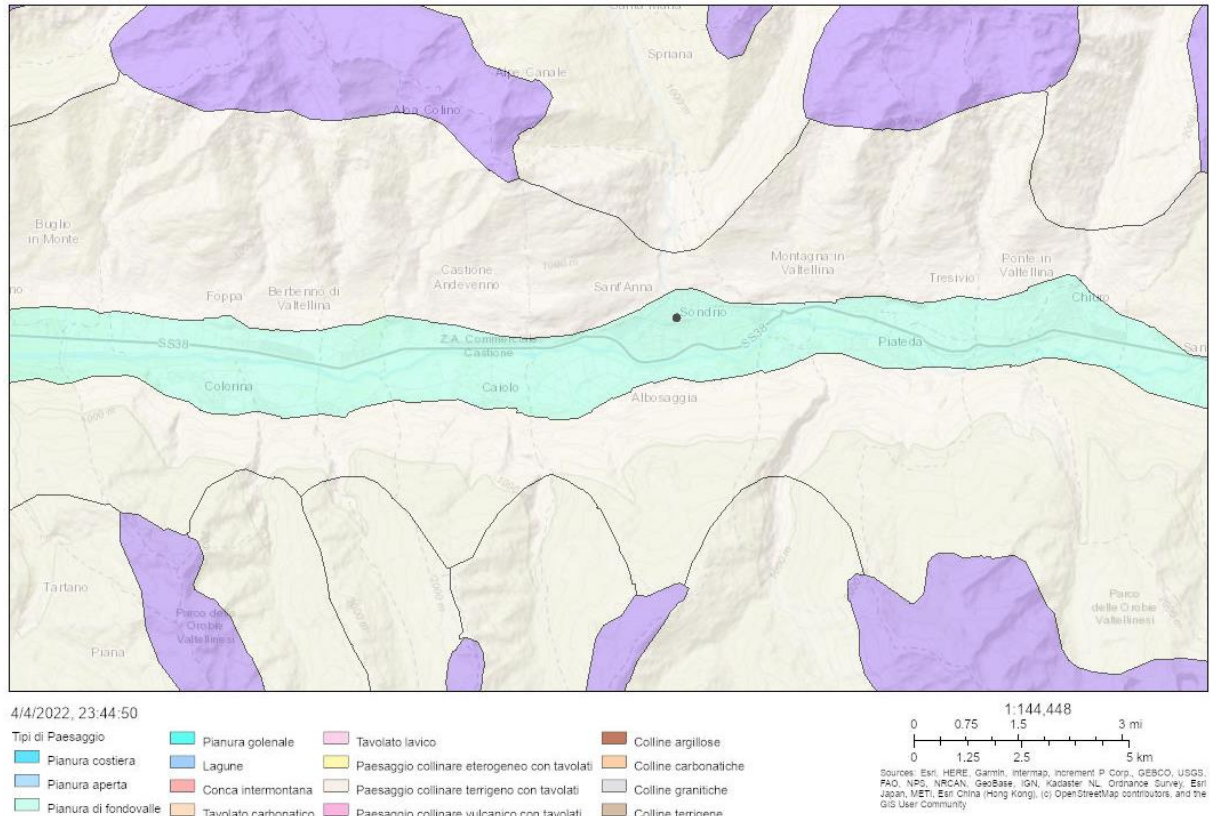 Santa Maria
Spriana
Alpe Canale
Alpa Colino
Buglio
in Monte
Montagna in
Valtellina
Ponte in
Valtellina
1000 m
Castione
Andevenno
Tresivio
Sant'Anna
Foppa
Berbenno di
Valtellina
Chiuro
Sondrio
SS38
Z.A. Commerciale
Castione
SS38
Piateda
San
Colorina
Caiolo
Albosaggia
1000 m
Tartano
Parco delle
Orobie
Valtellinesi
Parco
delle Orobie
Valtellinesi
Piana
4/4/2022, 23:44:50
Tipi di Paesaggio
Pianura costiera
Pianura aperta
Pianura di fondovalle
Pianura golenale
Lagune
Conca intermontana
Tavolato carbonatico
Tavolato lavico
Paesaggio collinare eterogeneo con tavolati
Paesaggio collinare terrigeno con tavolati
Paesaggio collinare vulcanico con tavolati
Colline argillose
Colline carbonatiche
Colline granitiche
Colline terrigene
1:144,448
0 0.75 1.5 3 mi
0 1.25 2.5 5 km
Sources: Esri, HERE, Garmin, Intermap, increment P Corp., GEBCO, USGS,
FAO, NPS, NRCAN, GeoBase, IGN, Kadaster NL, Ordnance Survey, Esri
Japan, METI, Esri China (Hong Kong), (c) OpenStreetMap contributors, and the
GIS User Community